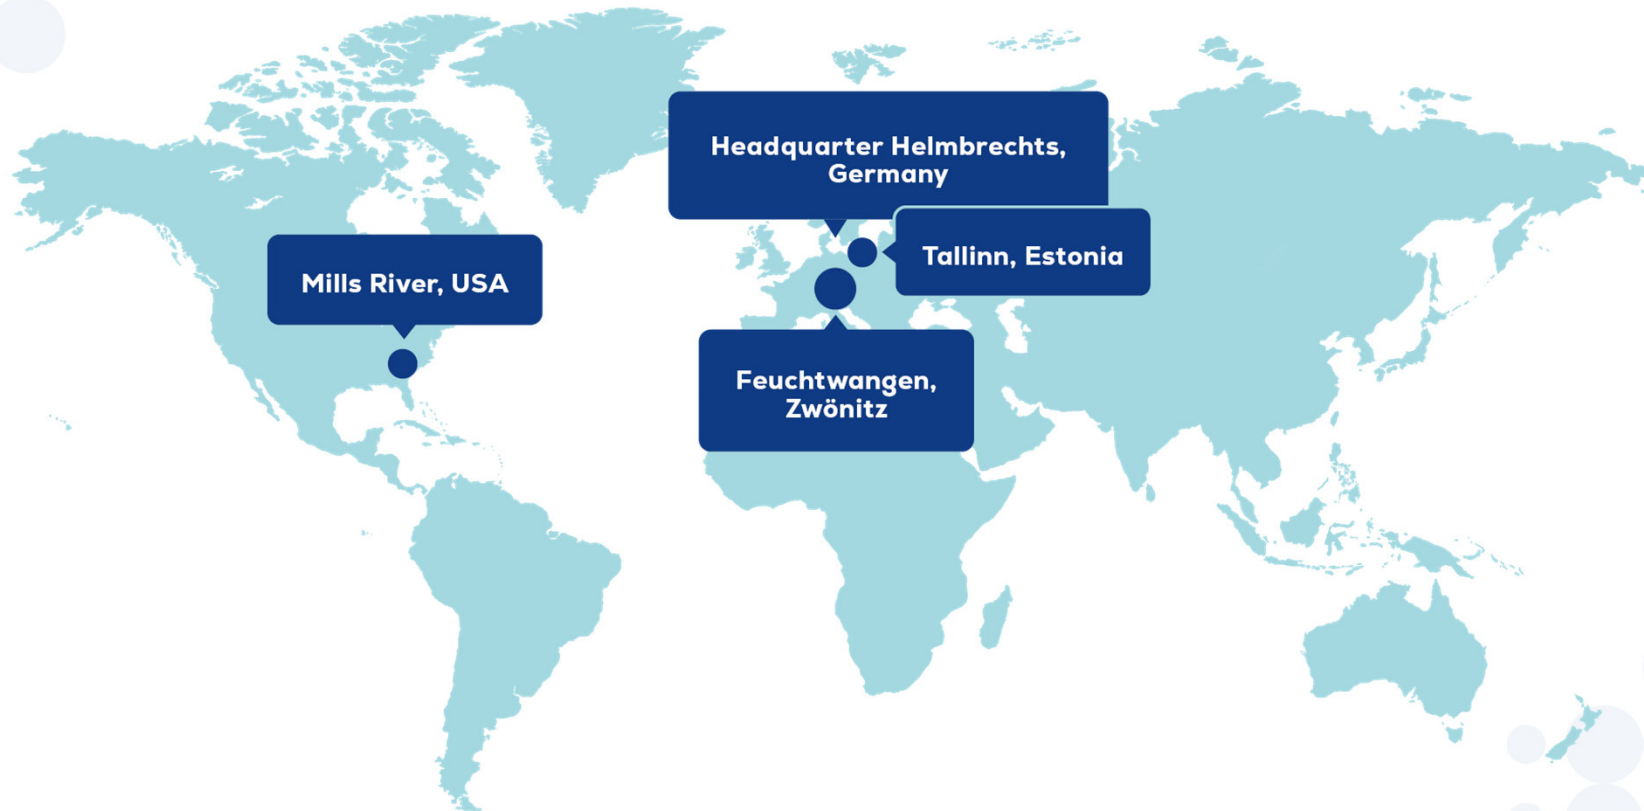 Headquarter Helmbrechts,
Germany
Tallinn, Estonia
Mills River, USA
Feuchtwangen,
Zwönitz